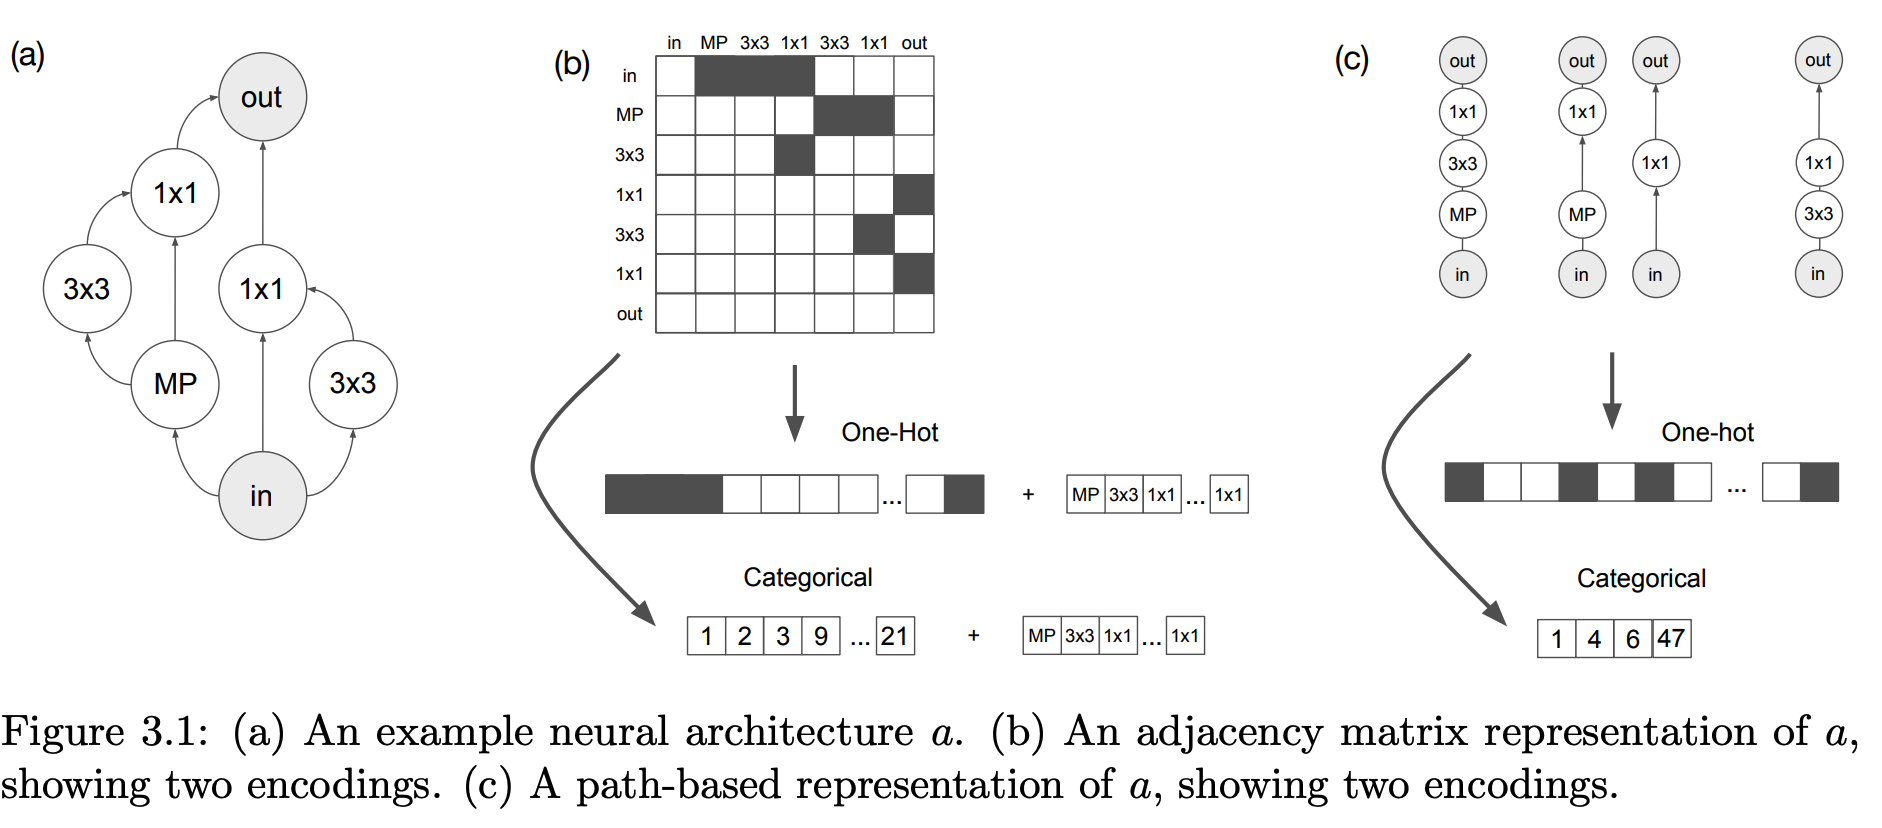 (a)
out
1x1
3x3
1x1
MP
3x3
in
(b)
in MP 3x3 1x1 3x3 1x1 out
in
MP
3x3
1x1
3x3
1x1
out
One-Hot
... + MP 3x3 1x1 ... 1x1
Categorical
1 2 3 9 ... 21 + MP 3x3 1x1 ... 1x1
(c)
out out out out
1x1 1x1
3x3 1x1 1x1
MP MP 3x3
in in in in
One-hot
...
Categorical
1 4 6 47
Figure 3.1: (a) An example neural architecture a. (b) An adjacency matrix representation of a,
showing two encodings. (c) A path-based representation of a, showing two encodings.